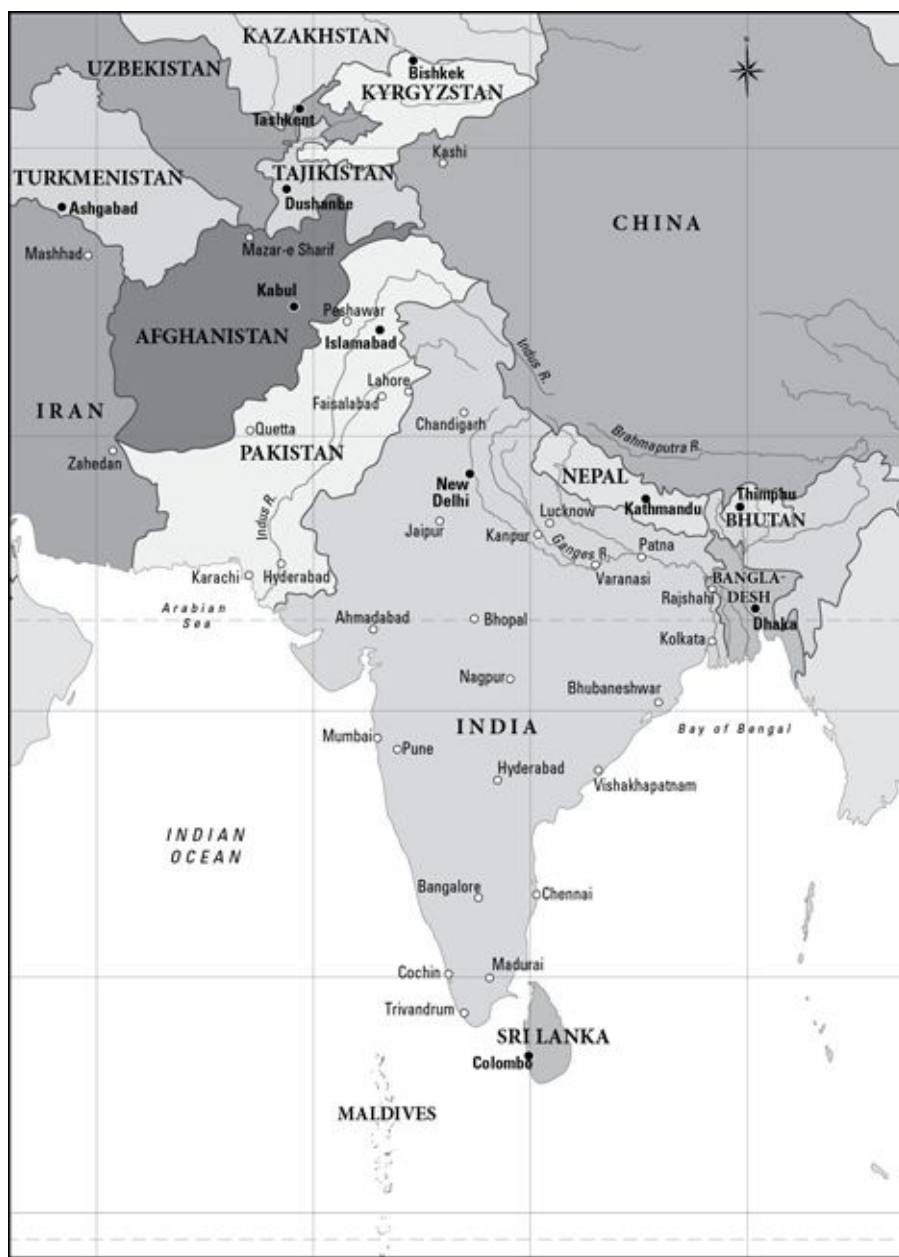 KAZAKHSTAN
UZBEKISTAN
Bishkek
KYRGYZSTAN
Tashkent
Kashi
TURKMENISTAN
TAJIKISTAN
Ashgabad
Dushanbe
CHINA
Mashhad
Mazar-e Sharif
Kabul
Peshawar
AFGHANISTAN
Islamabad
Indus R.
Lahore
Faisalabad
IRAN
Chandigarh
Quetta
Brahmaputra R.
PAKISTAN
Zahedan
NEPAL
New
Delhi
Kathmandu
Thimphu
BHUTAN
Indus R.
Lucknow
Jaipur
Kanpur
Ganges R.
Patna
Varanasi
Karachi
Hyderabad
BANGLA-
DESH
Rajshahi
Arabian
Sea
Ahmadabad
Bhopal
Dhaka
Kolkata
Nagpur
Bhubaneshwar
INDIA
Bay of Bengal
Mumbai
Pune
Hyderabad
Vishakhapatnam
INDIAN
OCEAN
Bangalore
Chennai
Cochin
Madurai
Trivandrum
SRI LANKA
Colombo
MALDIVES